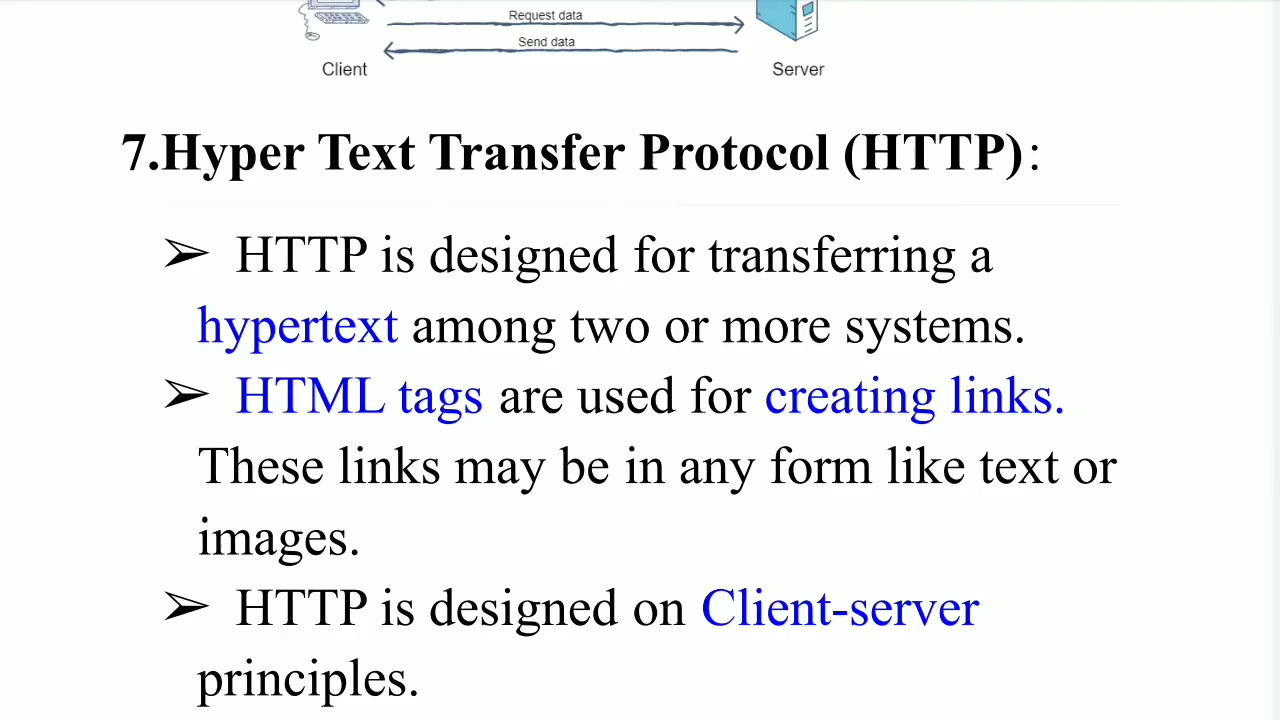 Request data
Send data
Client
Server
7.Hyper Text Transfer Protocol (HTTP):
➢ HTTP is designed for transferring a
hypertext among two or more systems.
➢ HTML tags are used for creating links.
These links may be in any form like text or
images.
➢ HTTP is designed on Client-server
principles.